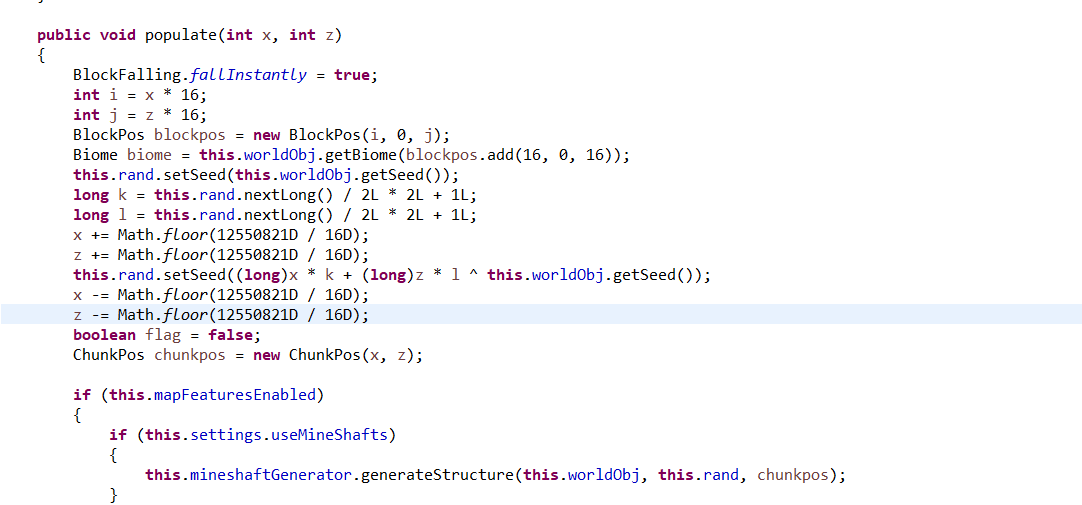 public void populate(int x, int z)
{
BlockFalling.fallInstantly = true;
int i = x * 16;
int j = z * 16;
BlockPos blockpos = new BlockPos(i, 0, j);
Biome biome = this.worldObj.getBiome(blockpos.add(16, 0, 16));
this.rand.setSeed(this.worldObj.getSeed());
long k = this.rand.nextLong() / 2L * 2L + 1L;
long l = this.rand.nextLong() / 2L * 2L + 1L;
x += Math.floor(12550821D / 16D);
z += Math.floor(12550821D / 16D);
this.rand.setSeed((long)x * k + (long)z * l ^ this.worldObj.getSeed());
x -= Math.floor(12550821D / 16D);
z -= Math.floor(12550821D / 16D);
boolean flag = false;
ChunkPos chunkpos = new ChunkPos(x, z);
if (this.mapFeaturesEnabled)
{
if (this.settings.useMineShafts)
{
this.mineshaftGenerator.generateStructure(this.worldObj, this.rand, chunkpos);
}